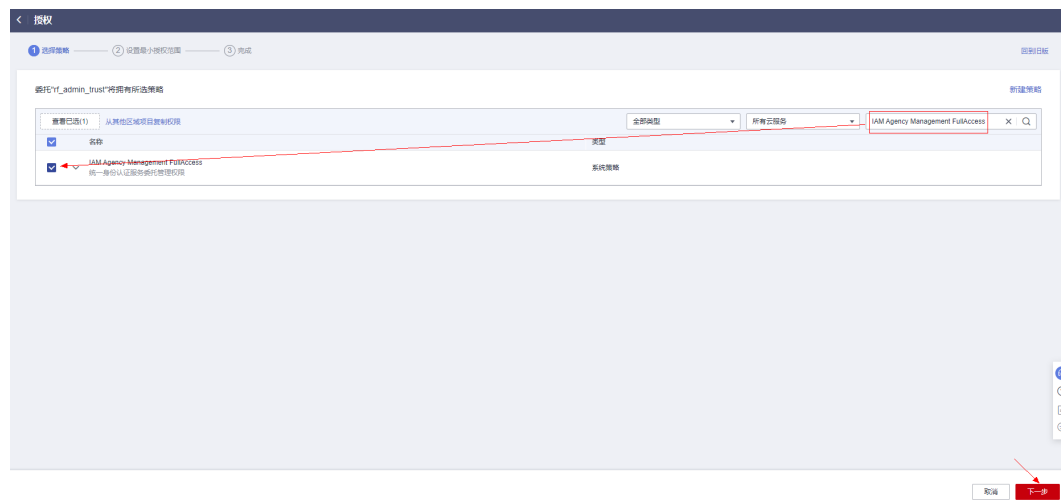 授权
1 选择策略 2 设置最小授权范围 3 完成 回到旧版
委托"rf_admin_trust"将拥有所选策略 新建策略
查看已选(1) 从其他区域项目复制权限 全部类型 所有云服务 IAM Agency Management FullAccess
名称 类型
IAM Agency Management FullAccess 系统策略
统一身份认证服务委托管理权限
取消 下一步